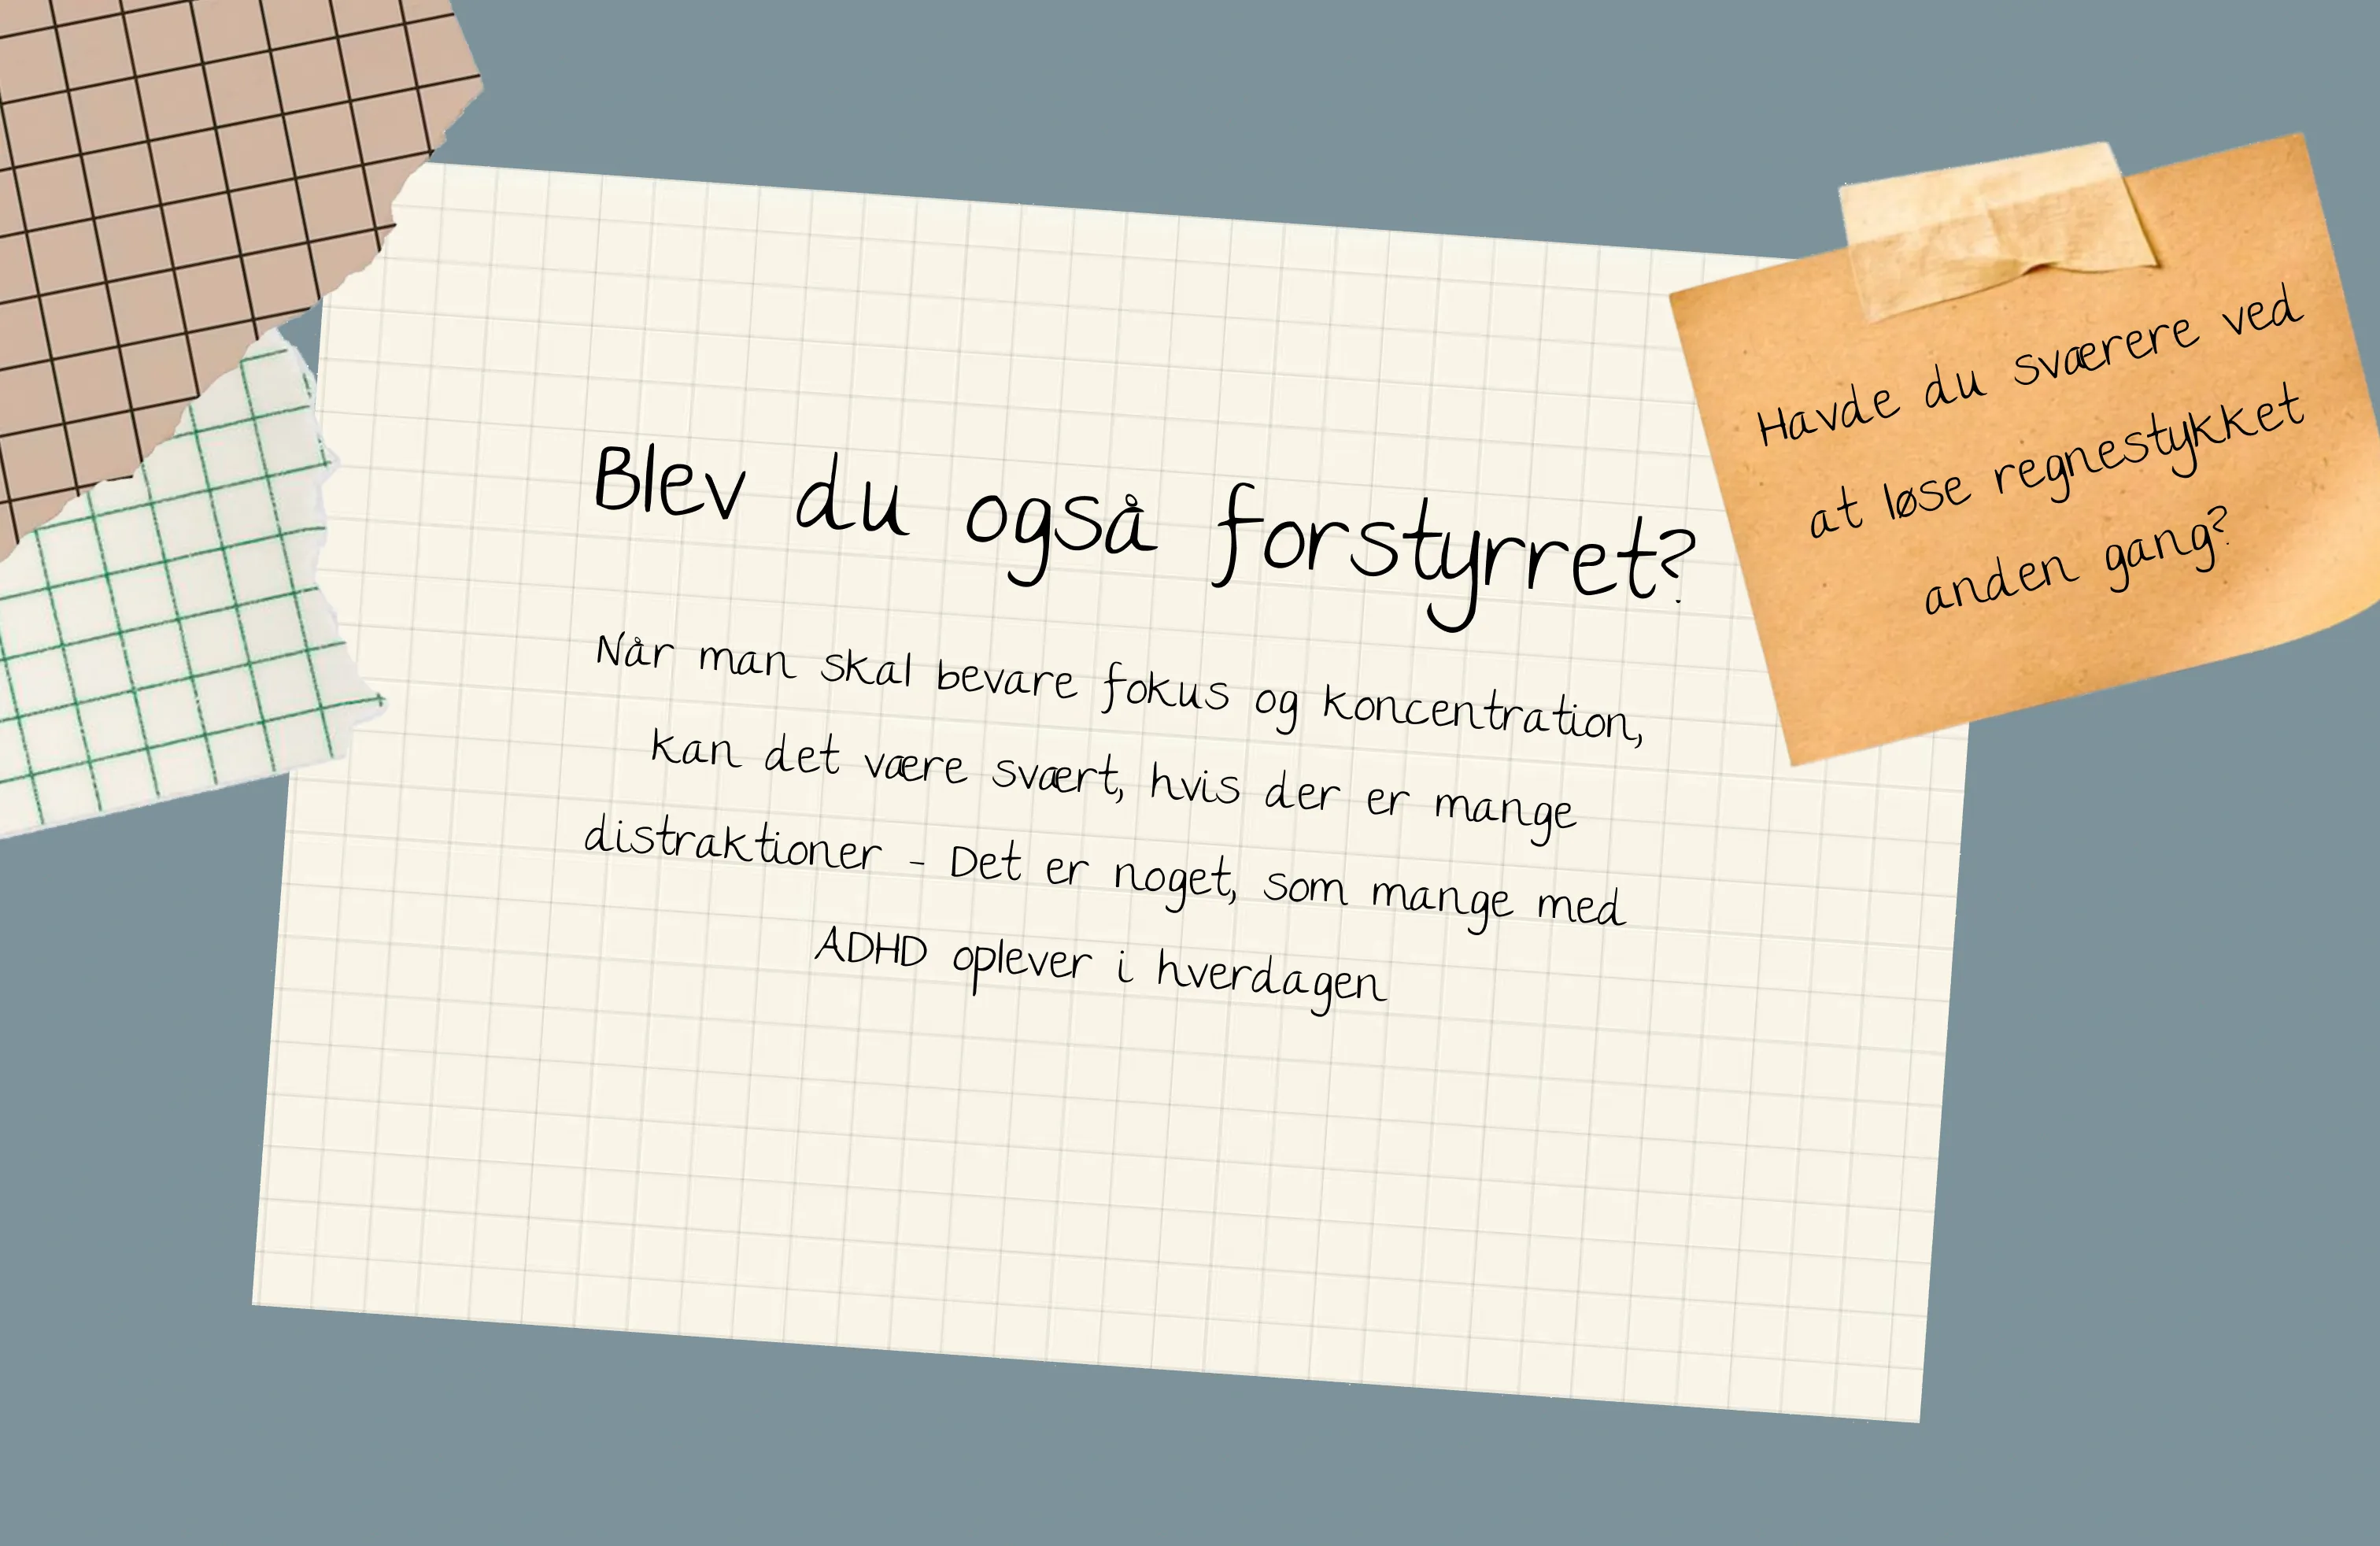 Blev du også forstyrret?
Når man skal bevare fokus og koncentration,
kan det være svært, hvis der er mange
distraktioner - Det er noget, som mange med
ADHD oplever i hverdagen
Havde du sværere ved
at løse regnestykket
anden gang?